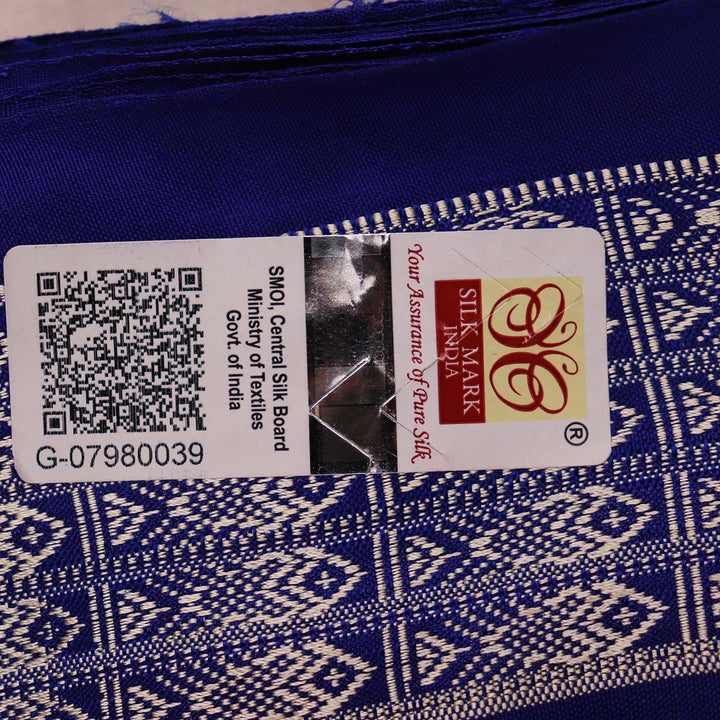 G-07980039
SMOI, Central Silk Board
Ministry of Textiles
Govt. of India
Your Assurance of Pure Silk
SILK MARK
INDIA
®